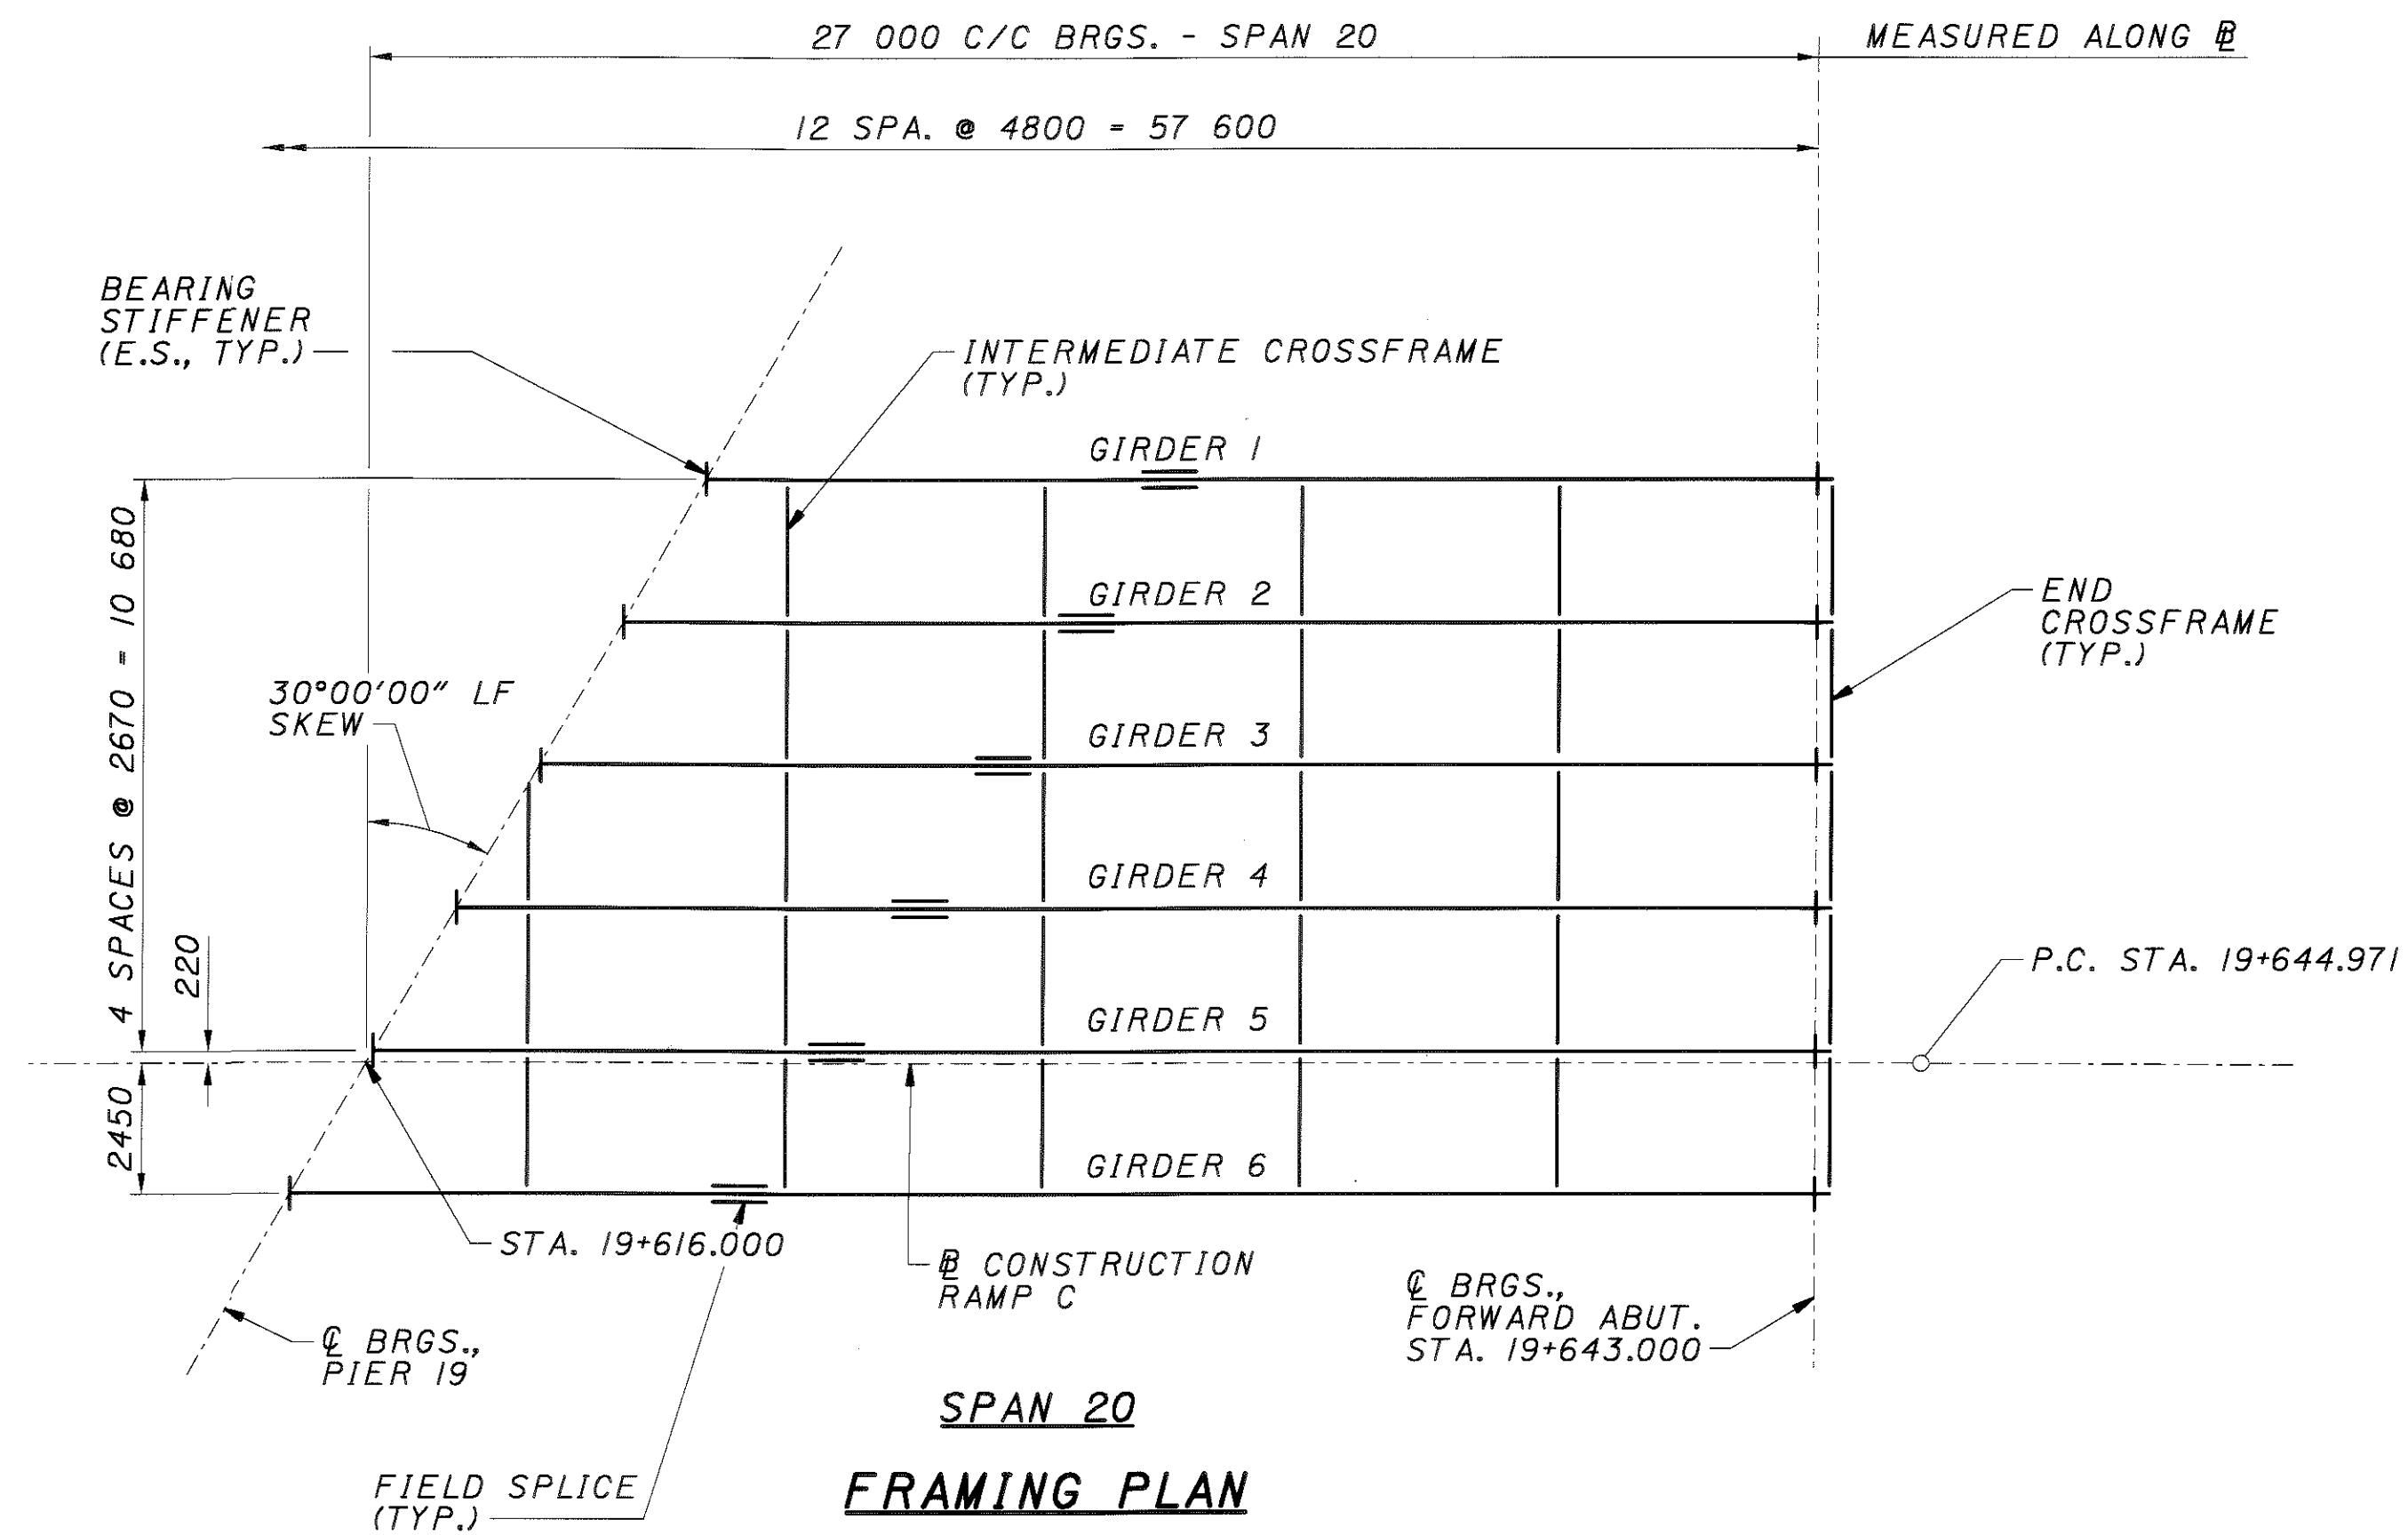 27 000 C/C BRGS. - SPAN 20
MEASURED ALONG ⅊
12 SPA. @ 4800 = 57 600
BEARING
STIFFENER
(E.S., TYP.)
INTERMEDIATE CROSSFRAME
(TYP.)
GIRDER 1
4 SPACES @ 2670 = 10 680
GIRDER 2
END
CROSSFRAME
(TYP.)
30°00'00" LF
SKEW
GIRDER 3
GIRDER 4
220
P.C. STA. 19+644.971
GIRDER 5
2450
GIRDER 6
STA. 19+616.000
BL CONSTRUCTION
RAMP C
℄ BRGS.,
FORWARD ABUT.
STA. 19+643.000
℄ BRGS.,
PIER 19
SPAN 20
FIELD SPLICE
(TYP.)
FRAMING PLAN